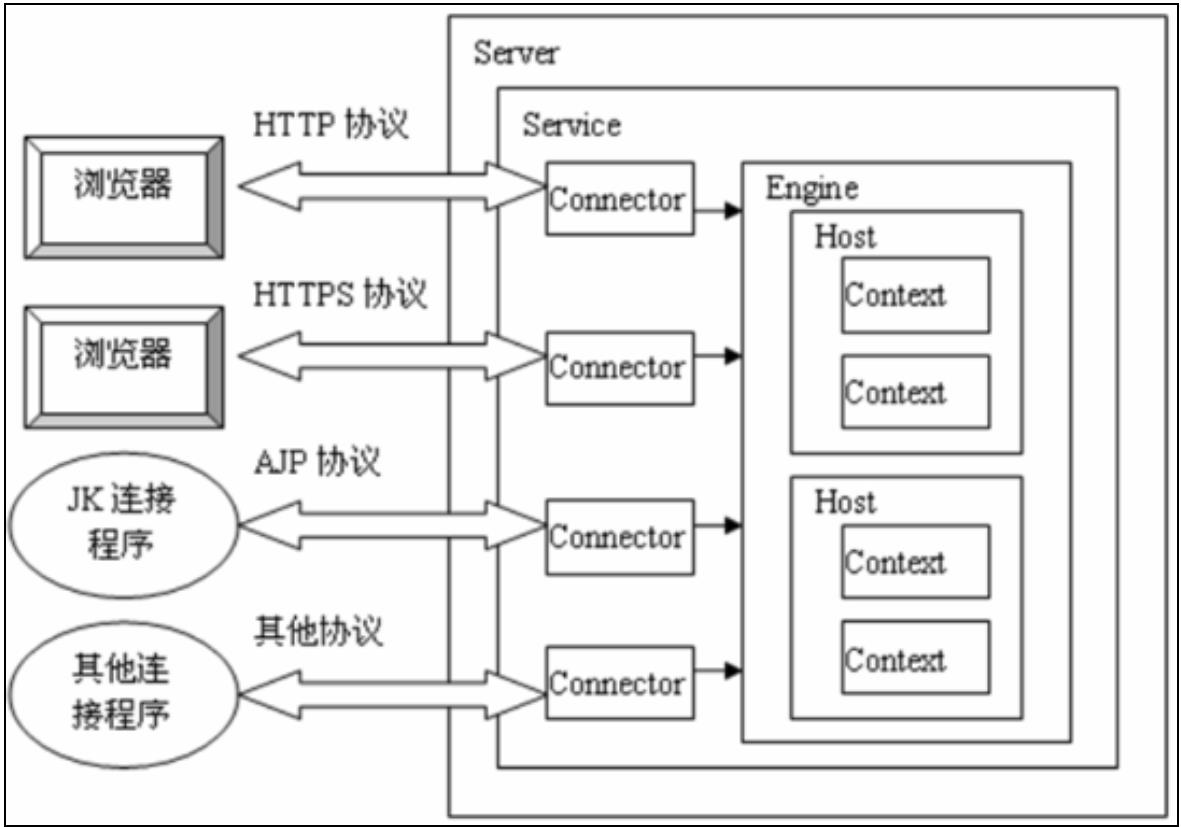 Server
Service
HTTP 协议
浏览器
Connector
Engine
Host
Context
Context
HTTPS 协议
浏览器
Connector
AJP 协议
JK 连接
程序
Connector
Host
Context
Context
其他协议
其他连
接程序
Connector